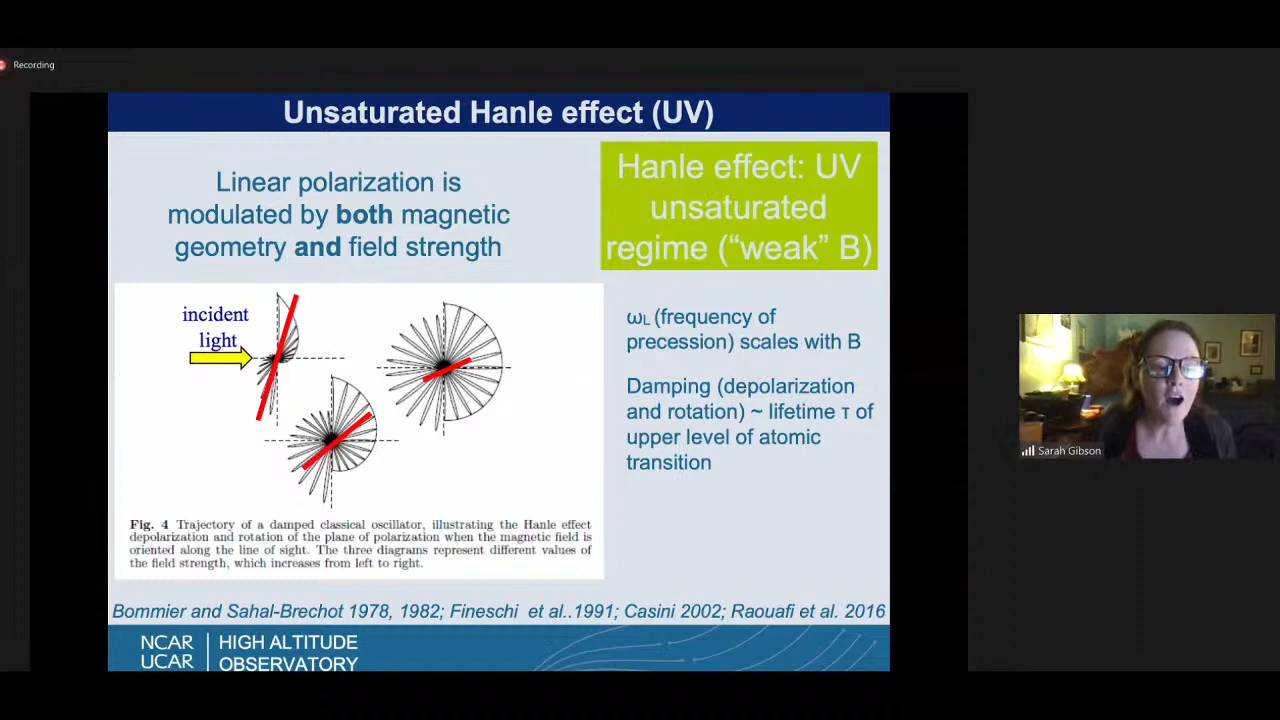 Recording
Unsaturated Hanle effect (UV)
Linear polarization is
modulated by both magnetic
geometry and field strength
Hanle effect: UV
unsaturated
regime (“weak” B)
incident
light
ωL (frequency of
precession) scales with B
Damping (depolarization
and rotation) ~ lifetime τ of
upper level of atomic
transition
Fig. 4 Trajectory of a damped classical oscillator, illustrating the Hanle effect
depolarization and rotation of the plane of polarization when the magnetic field is
oriented along the line of sight. The three diagrams represent different values of
the field strength, which increases from left to right.
Bommier and Sahal-Brechot 1978, 1982; Fineschi et al..1991; Casini 2002; Raouafi et al. 2016
NCAR
UCAR
HIGH ALTITUDE
OBSERVATORY
Sarah Gibson